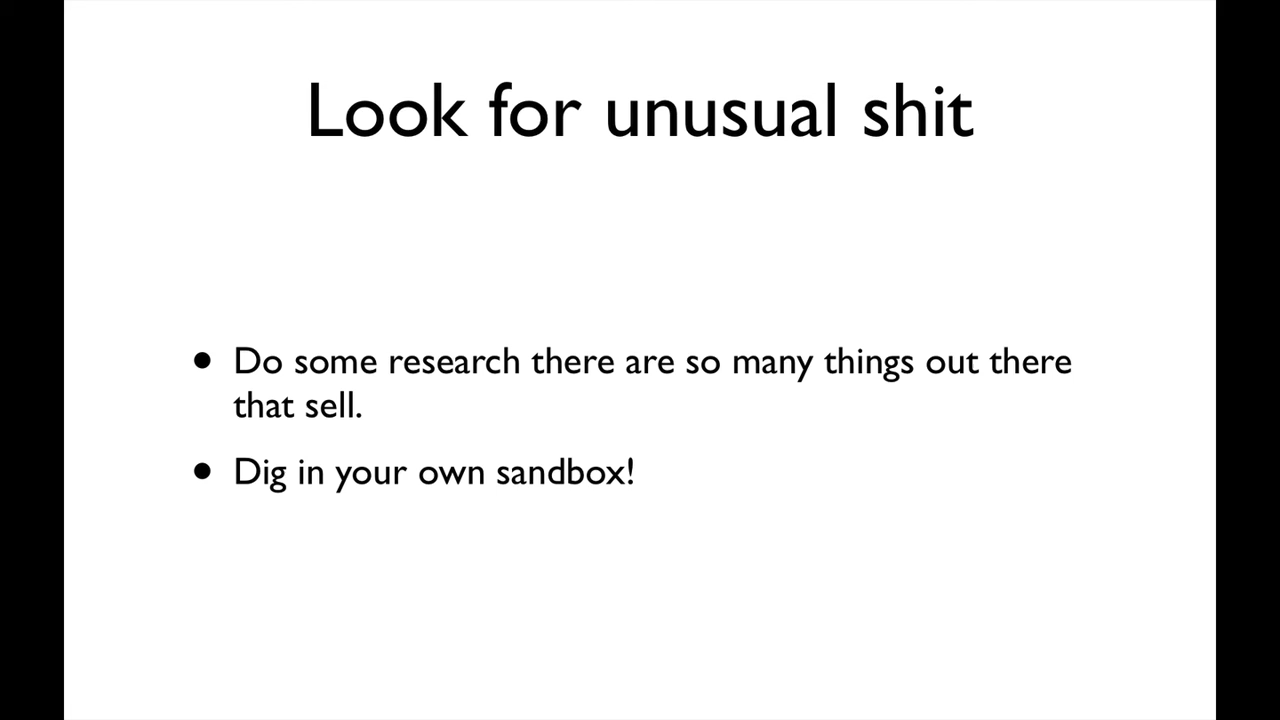 Look for unusual shit
• Do some research there are so many things out there
that sell.
• Dig in your own sandbox!